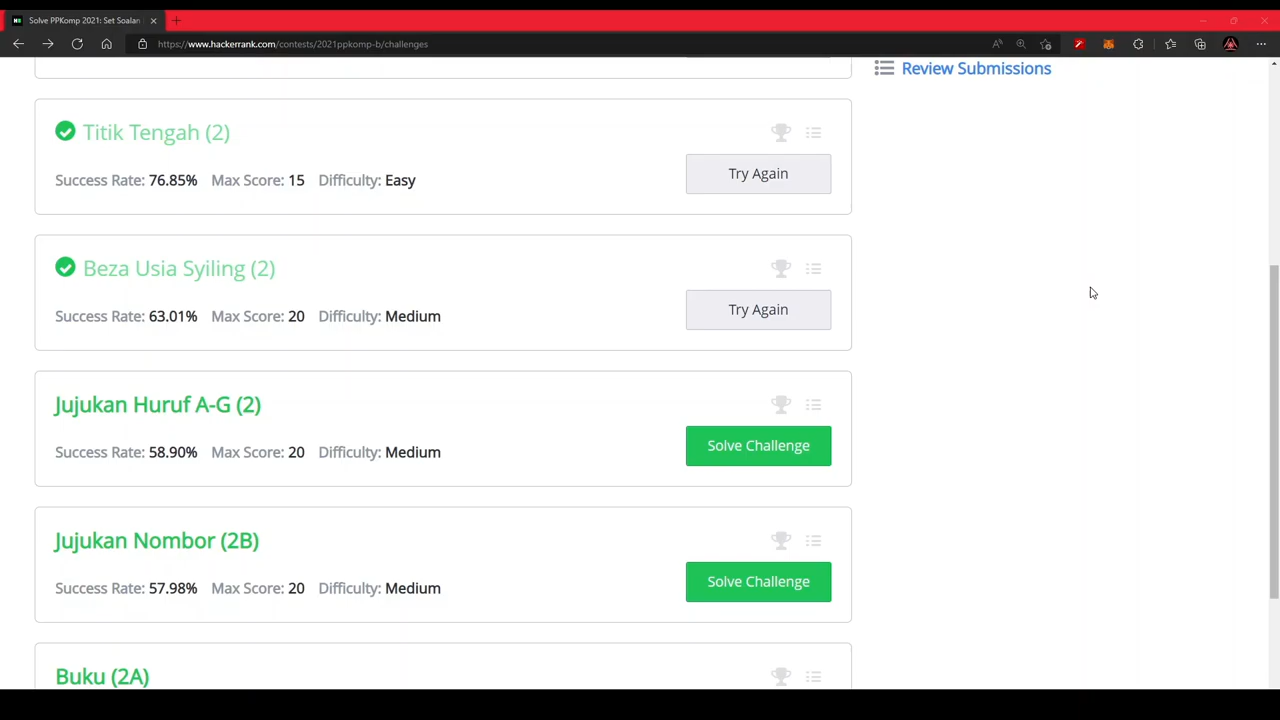 Solve PPKomp 2021: Set Soalan
https://www.hackerrank.com/contests/2021ppkomp-b/challenges
Review Submissions
Titik Tengah (2)
Success Rate: 76.85% Max Score: 15 Difficulty: Easy
Try Again
Beza Usia Syiling (2)
Success Rate: 63.01% Max Score: 20 Difficulty: Medium
Try Again
Jujukan Huruf A-G (2)
Success Rate: 58.90% Max Score: 20 Difficulty: Medium
Solve Challenge
Jujukan Nombor (2B)
Success Rate: 57.98% Max Score: 20 Difficulty: Medium
Solve Challenge
Buku (2A)